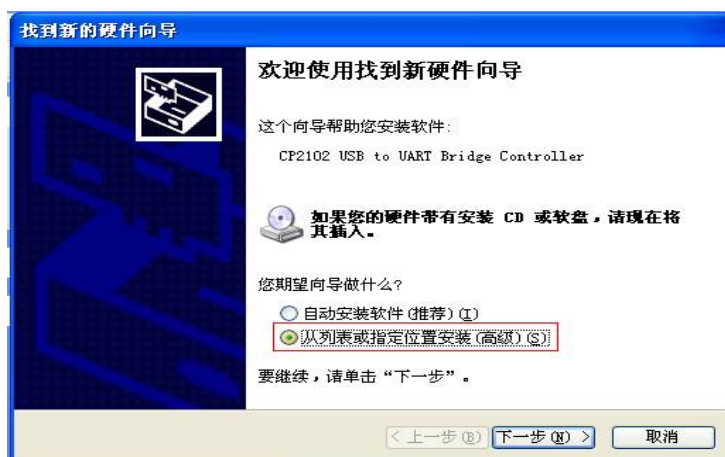 找到新的硬件向导
欢迎使用找到新硬件向导
这个向导帮助您安装软件:
CP2102 USB to UART Bridge Controller
如果您的硬件带有安装 CD 或软盘，请现在将
其插入。
您期望向导做什么?
自动安装软件(推荐)(I)
从列表或指定位置安装(高级)(S)
要继续，请单击“下一步”。
< 上一步(B) 下一步(N) > 取消